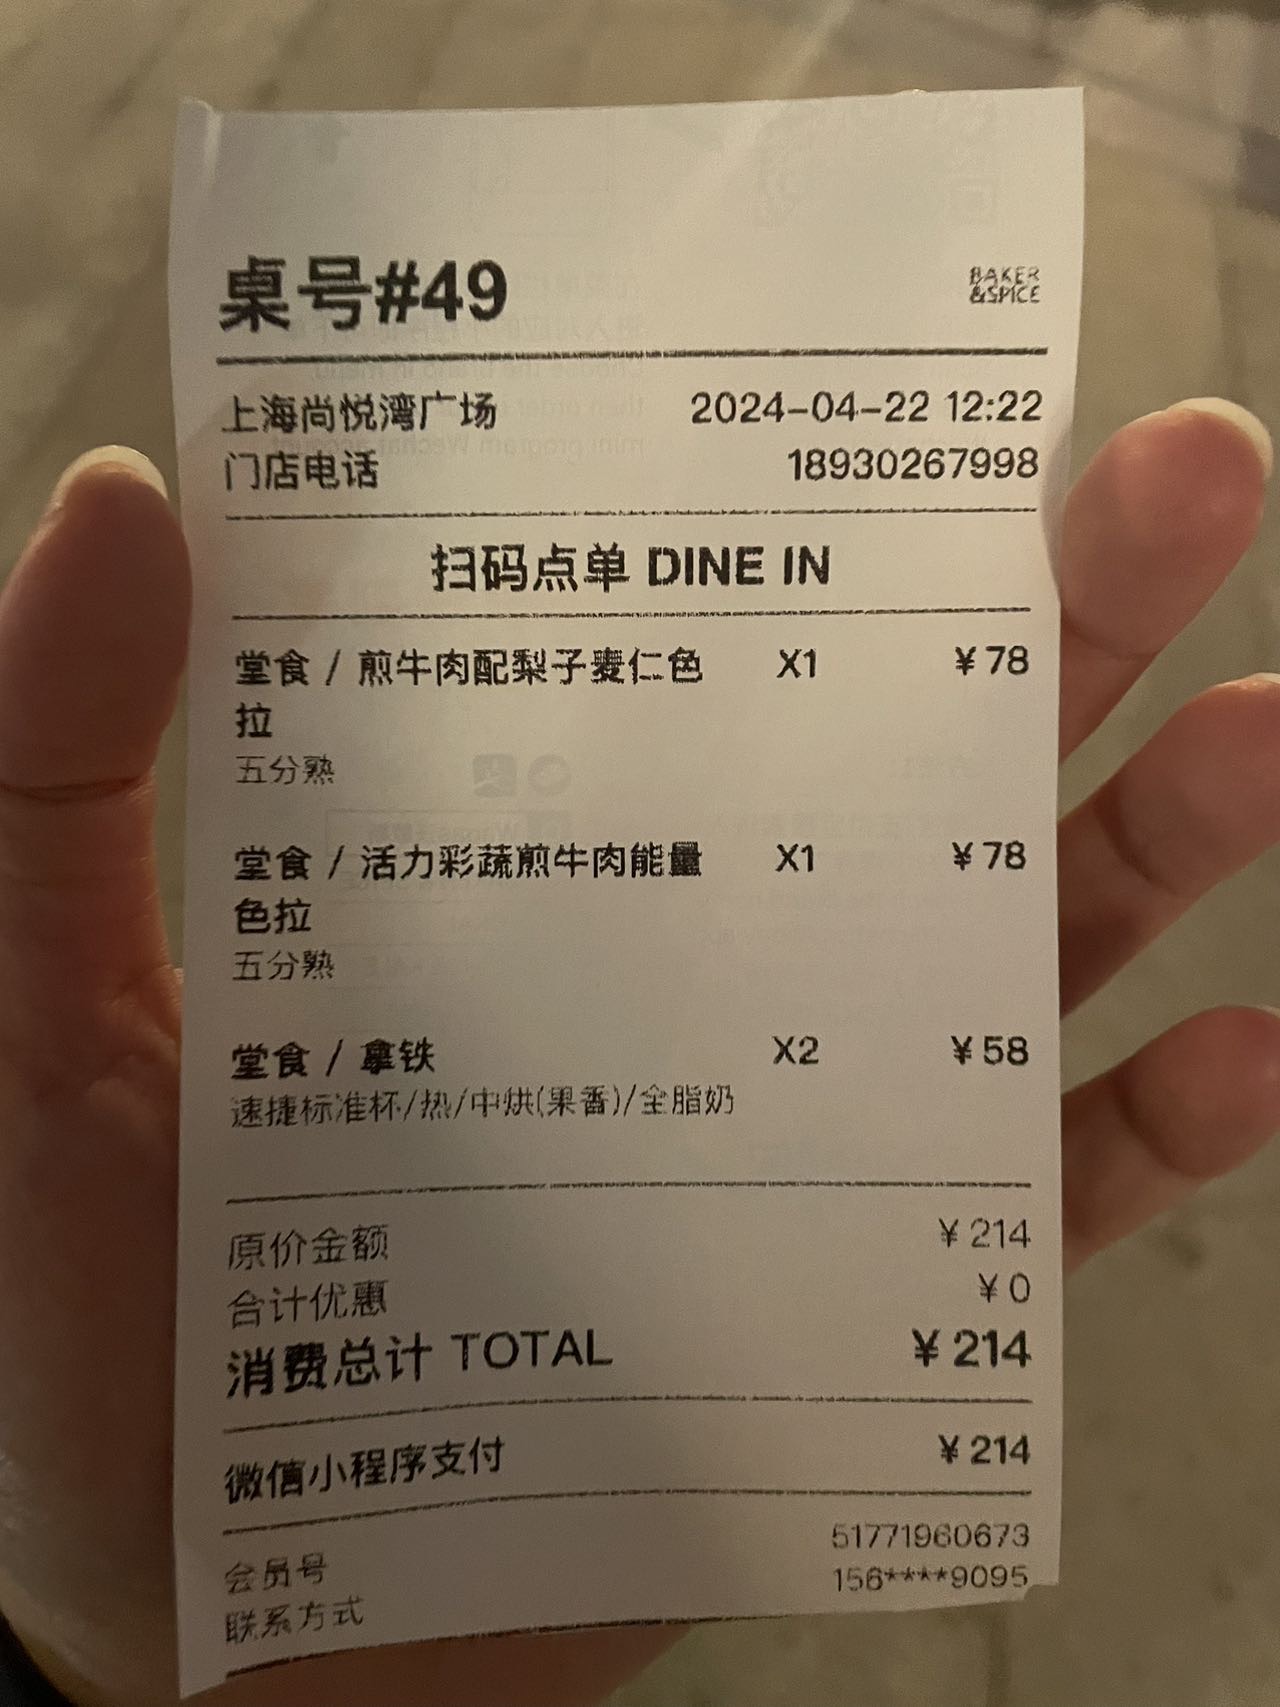 桌号#49
BAKER
&SPICE
上海尚悦湾广场 2024-04-22 12:22
门店电话 18930267998
扫码点单 DINE IN
堂食 / 煎牛肉配梨子麦仁色 X1 ¥78
拉
五分熟
堂食 / 活力彩蔬煎牛肉能量 X1 ¥78
色拉
五分熟
堂食 / 拿铁 X2 ¥58
速捷标准杯/热/中烘(果香)/全脂奶
原价金额 ¥214
合计优惠 ¥0
消费总计 TOTAL ¥214
微信小程序支付 ¥214
会员号 51771960673
联系方式 156****9095